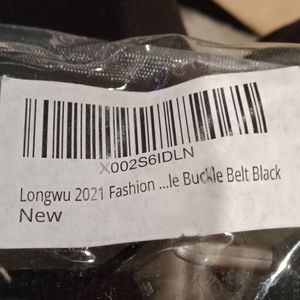 X002S6IDLN
Longwu 2021 Fashion ...le Buckle Belt Black
New